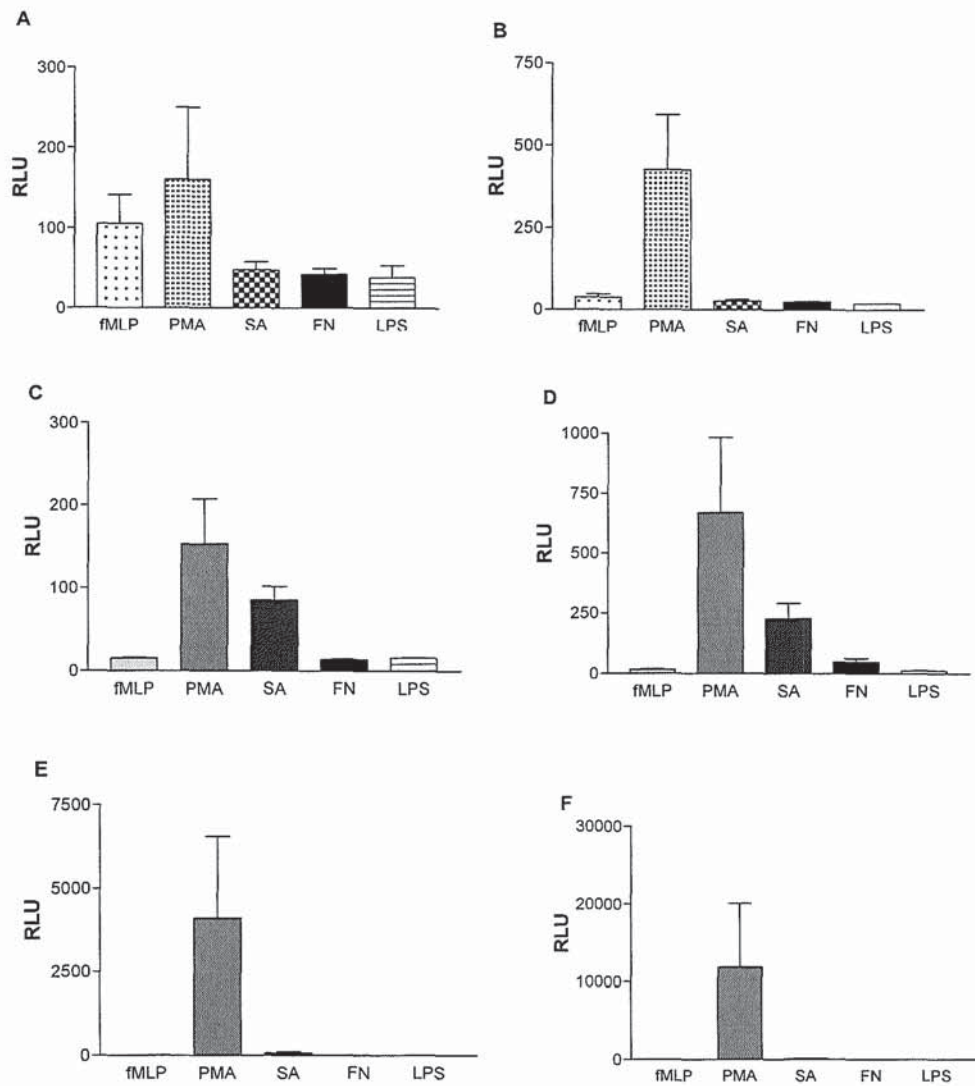 A
300
200
100
0
RLU
fMLP PMA SA FN LPS
B
750
500
250
0
RLU
fMLP PMA SA FN LPS
C
300
200
100
0
RLU
fMLP PMA SA FN LPS
D
1000
750
500
250
0
RLU
fMLP PMA SA FN LPS
E
7500
5000
2500
0
RLU
fMLP PMA SA FN LPS
F
30000
20000
10000
0
RLU
fMLP PMA SA FN LPS